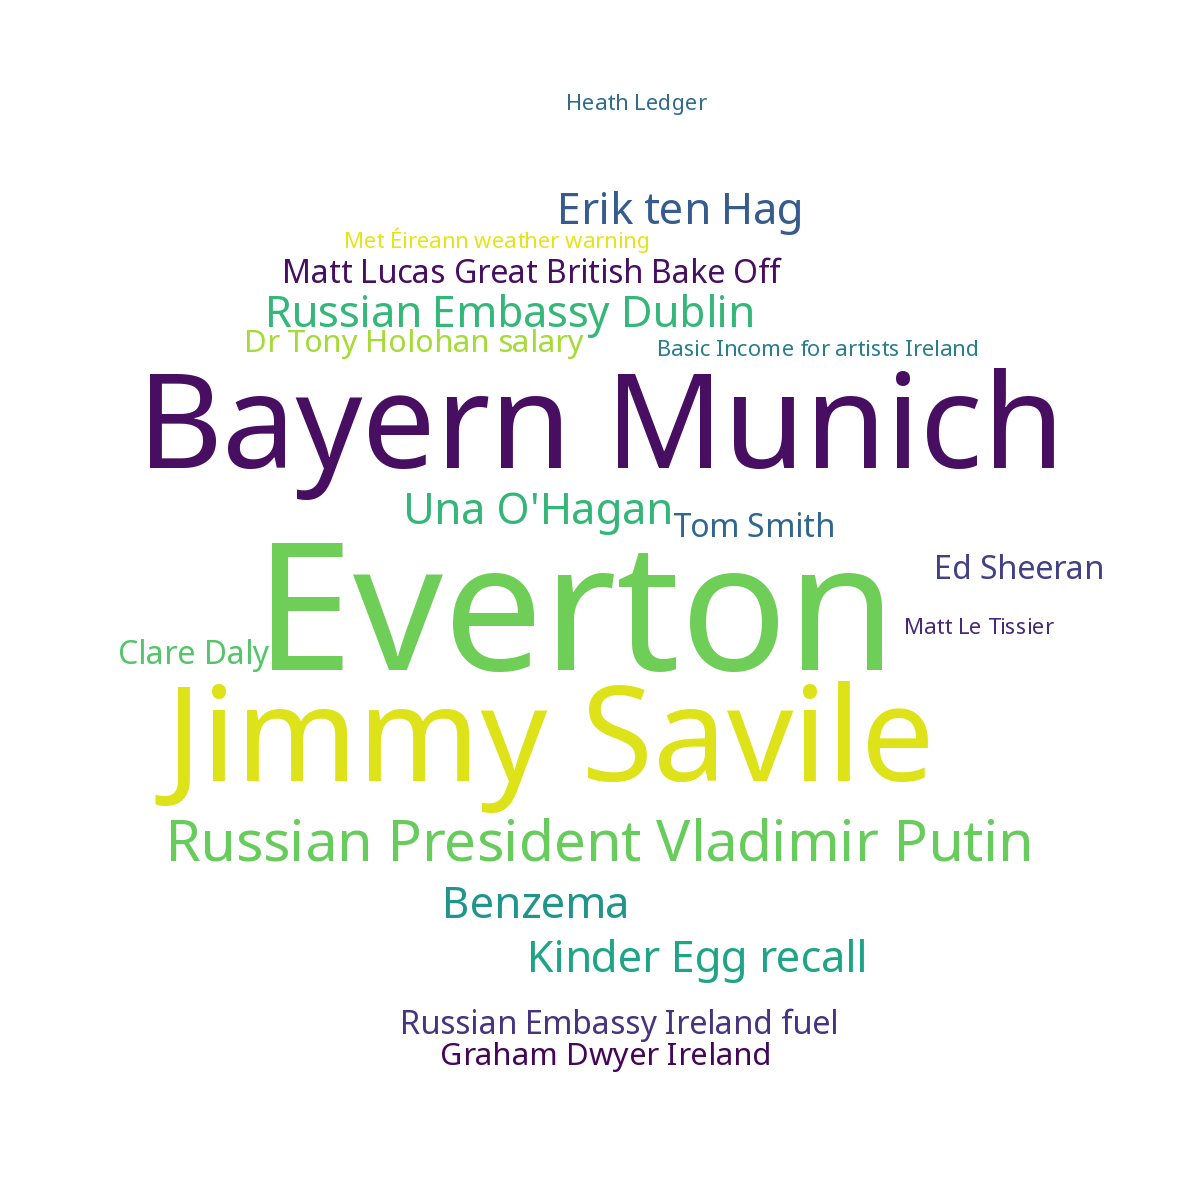 Heath Ledger
Erik ten Hag
Met Éireann weather warning
Matt Lucas Great British Bake Off
Russian Embassy Dublin
Dr Tony Holohan salary
Basic Income for artists Ireland
Bayern Munich
Una O'Hagan
Tom Smith
Ed Sheeran
Everton
Matt Le Tissier
Clare Daly
Jimmy Savile
Russian President Vladimir Putin
Benzema
Kinder Egg recall
Russian Embassy Ireland fuel
Graham Dwyer Ireland